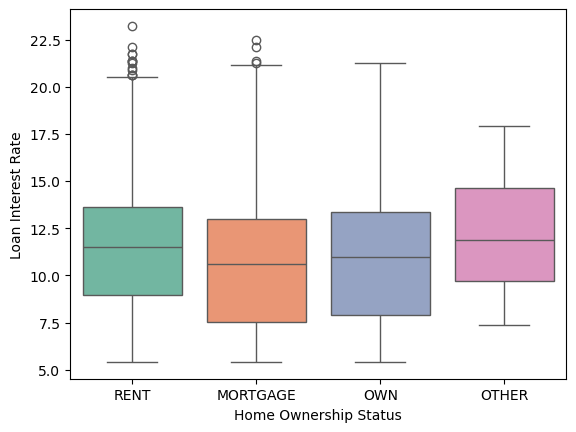 22.5
20.0
17.5
15.0
12.5
10.0
7.5
5.0
Loan Interest Rate
RENT MORTGAGE OWN OTHER
Home Ownership Status